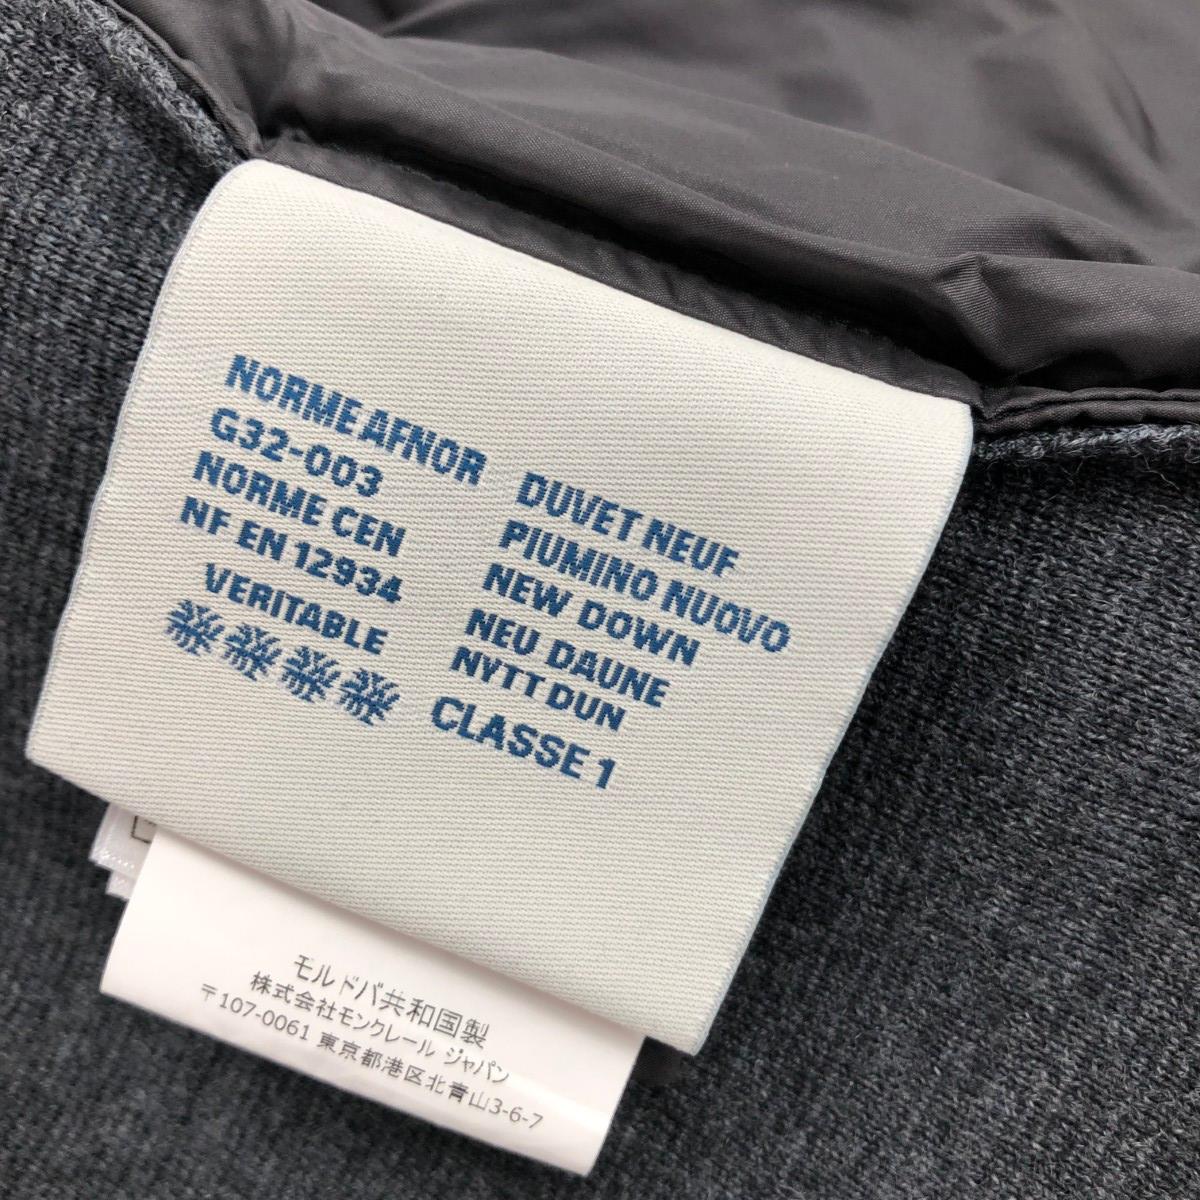 NORME AFNOR
G32-003
NORME CEN
NF EN 12934
VERITABLE
DUVET NEUF
PIUMINO NUOVO
NEW DOWN
NEU DAUNE
NYTT DUN
CLASSE 1
モルドバ共和国製
株式会社モンクレール ジャパン
〒107-0061 東京都港区北青山3-6-7